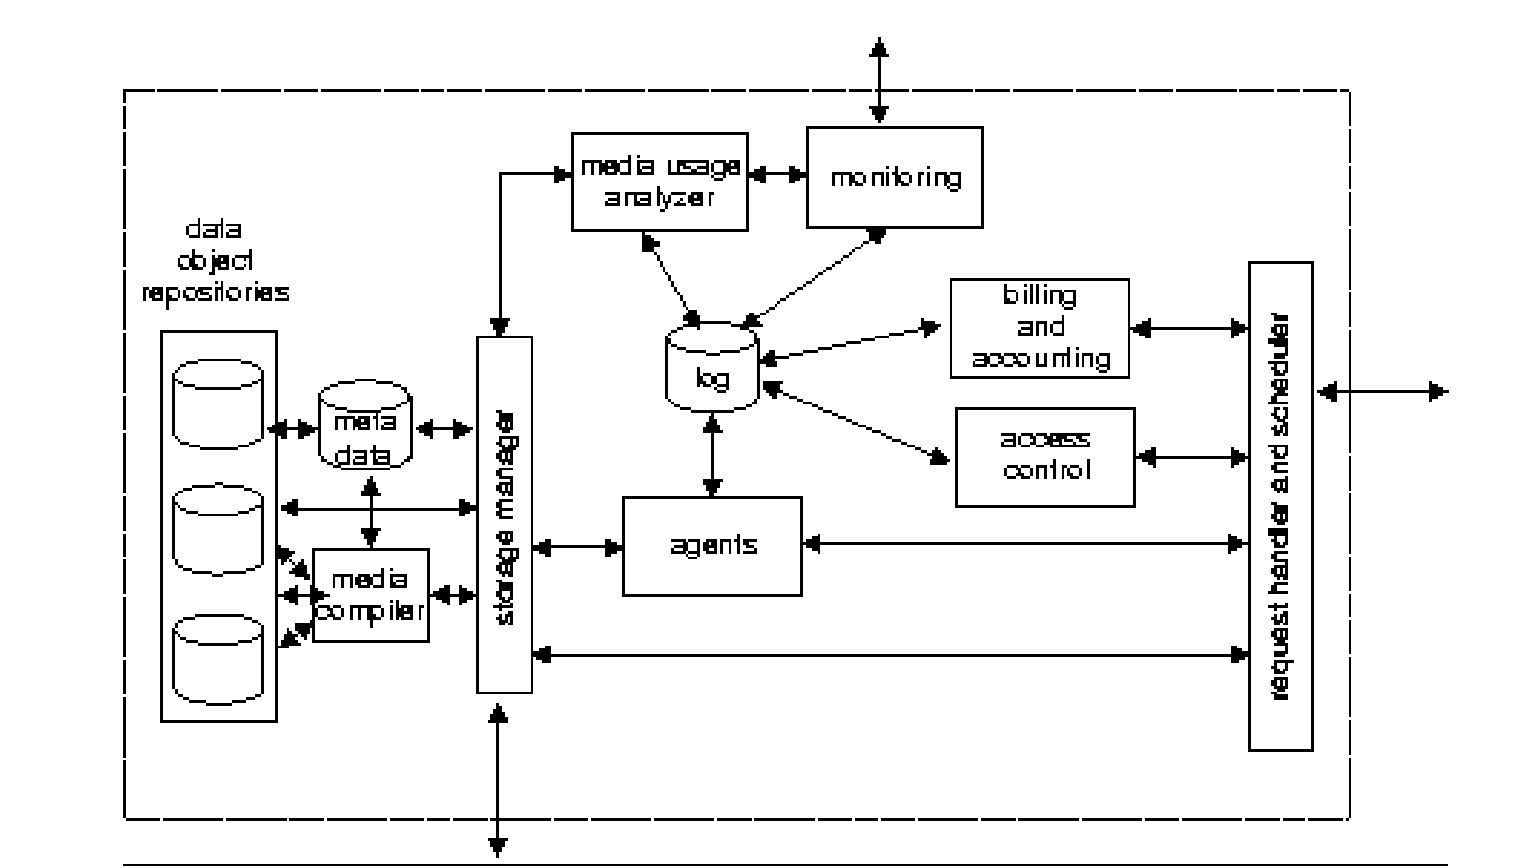 media usage
analyzer
monitoring
data
object
repositories
billing
and
accounting
log
meta
data
access
control
storage manager
agents
media
compiler
request handler and scheduler